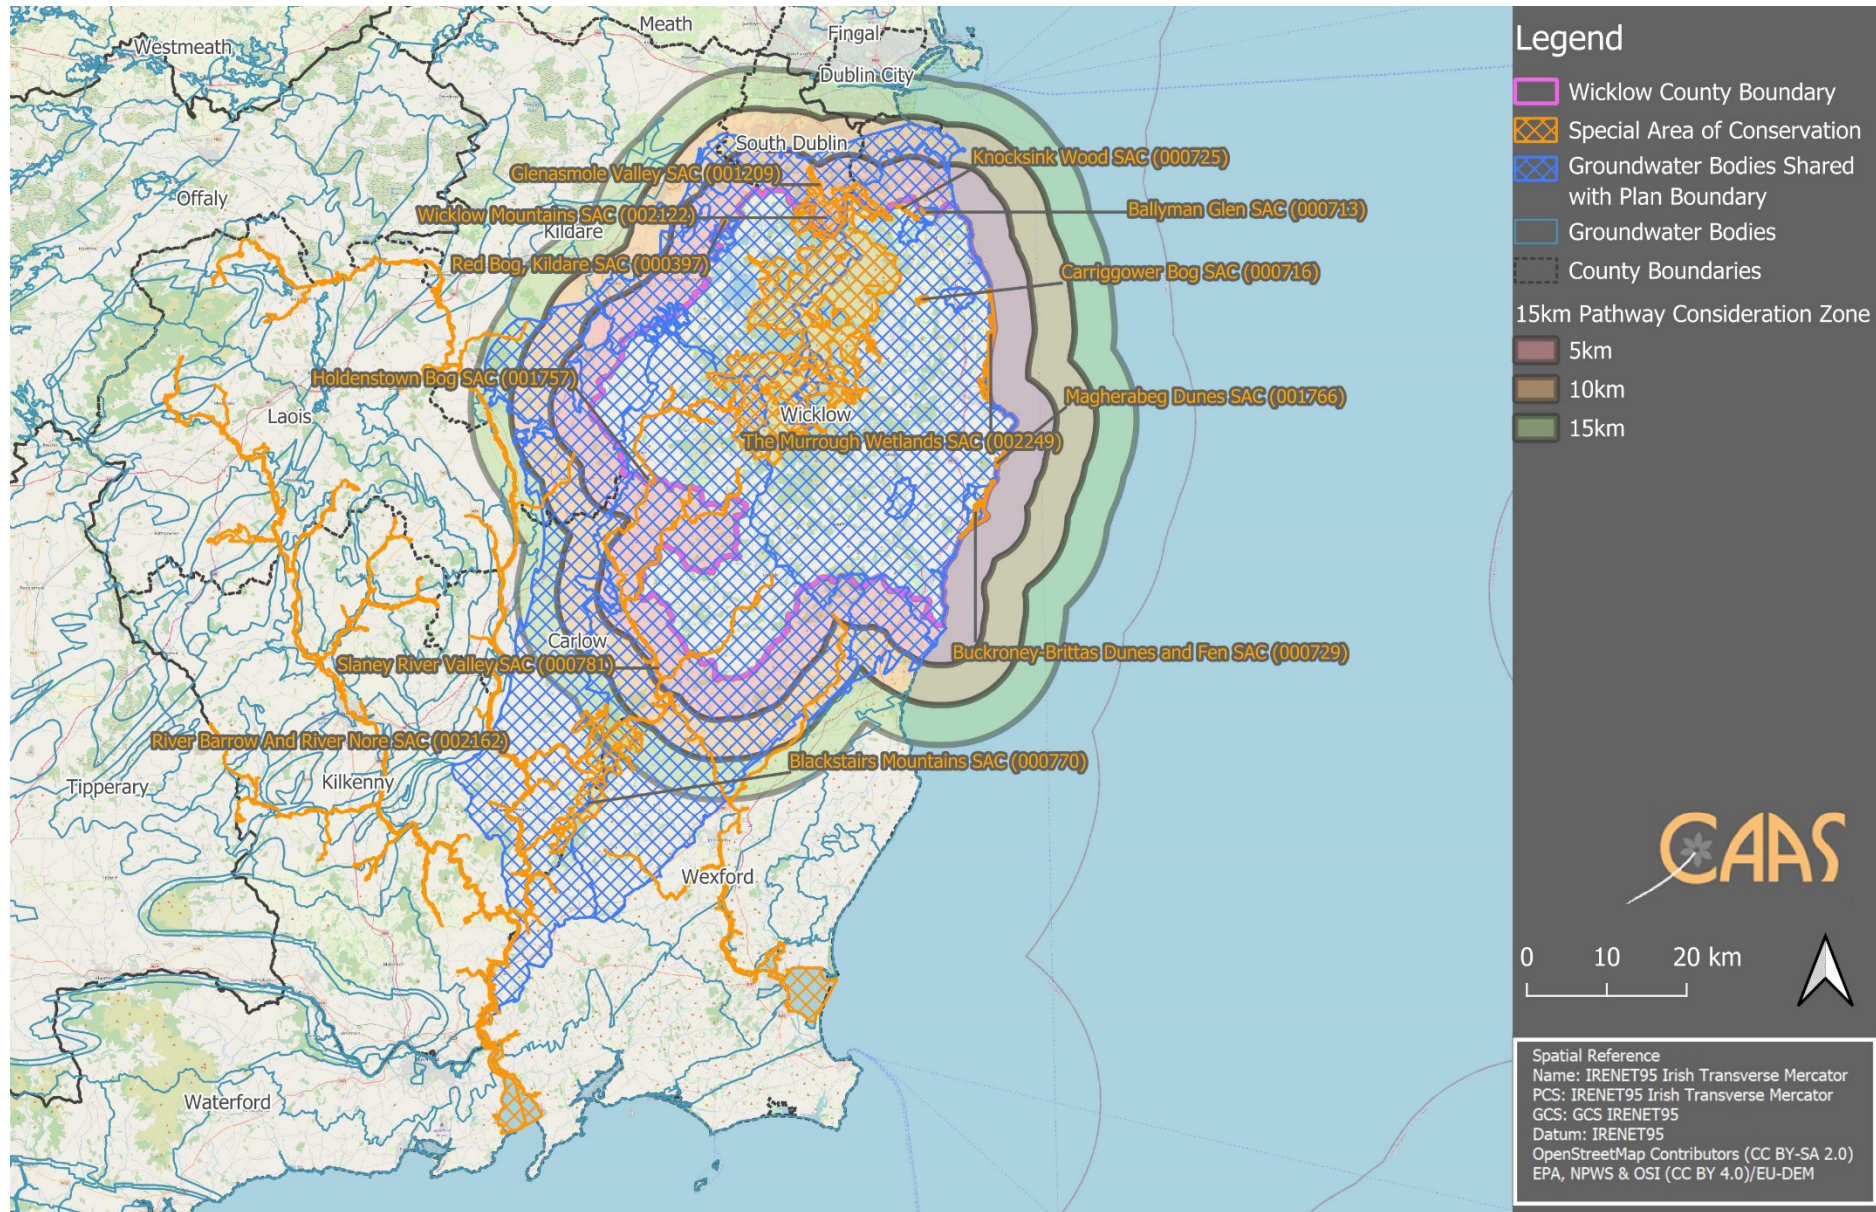 Meath
Westmeath
Fingal
Dublin City
South Dublin
Knocksink Wood SAC (000725)
Glenasmole Valley SAC (001209)
Offaly
Ballyman Glen SAC (000713)
Wicklow Mountains SAC (002122)
Kildare
Red Bog, Kildare SAC (000397)
Carriggower Bog SAC (000716)
Holdenstown Bog SAC (001757)
Magherabeg Dunes SAC (001766)
Laois
Wicklow
The Murrough Wetlands SAC (002249)
Carlow
Buckroney-Brittas Dunes and Fen SAC (000729)
Slaney River Valley SAC (000781)
River Barrow And River Nore SAC (002162)
Blackstairs Mountains SAC (000770)
Kilkenny
Tipperary
Wexford
Waterford
Legend
Wicklow County Boundary
Special Area of Conservation
Groundwater Bodies Shared
with Plan Boundary
Groundwater Bodies
County Boundaries
15km Pathway Consideration Zone
5km
10km
15km
CAAS
0 10 20 km
Spatial Reference
Name: IRENET95 Irish Transverse Mercator
PCS: IRENET95 Irish Transverse Mercator
GCS: GCS IRENET95
Datum: IRENET95
OpenStreetMap Contributors (CC BY-SA 2.0)
EPA, NPWS & OSI (CC BY 4.0)/EU-DEM